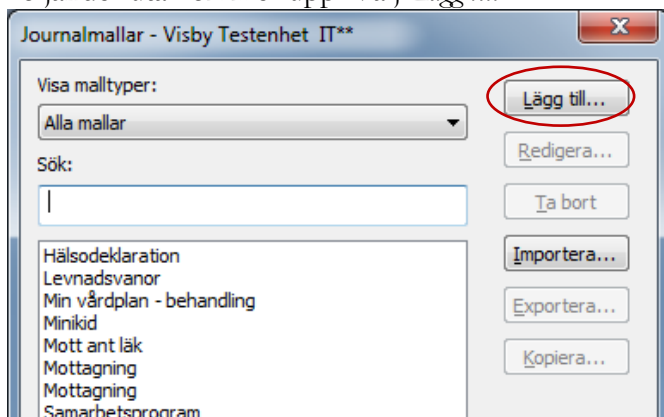 Journalmallar - Visby Testenhet IT**
Visa malltyper:
Alla mallar
Sök:
Hälsodeklaration
Levnadsvanor
Min vårdplan - behandling
Minikid
Mott ant läk
Mottagning
Mottagning
Samarbetsprogram
Lägg till...
Redigera...
Ta bort
Importera...
Exportera...
Kopiera...